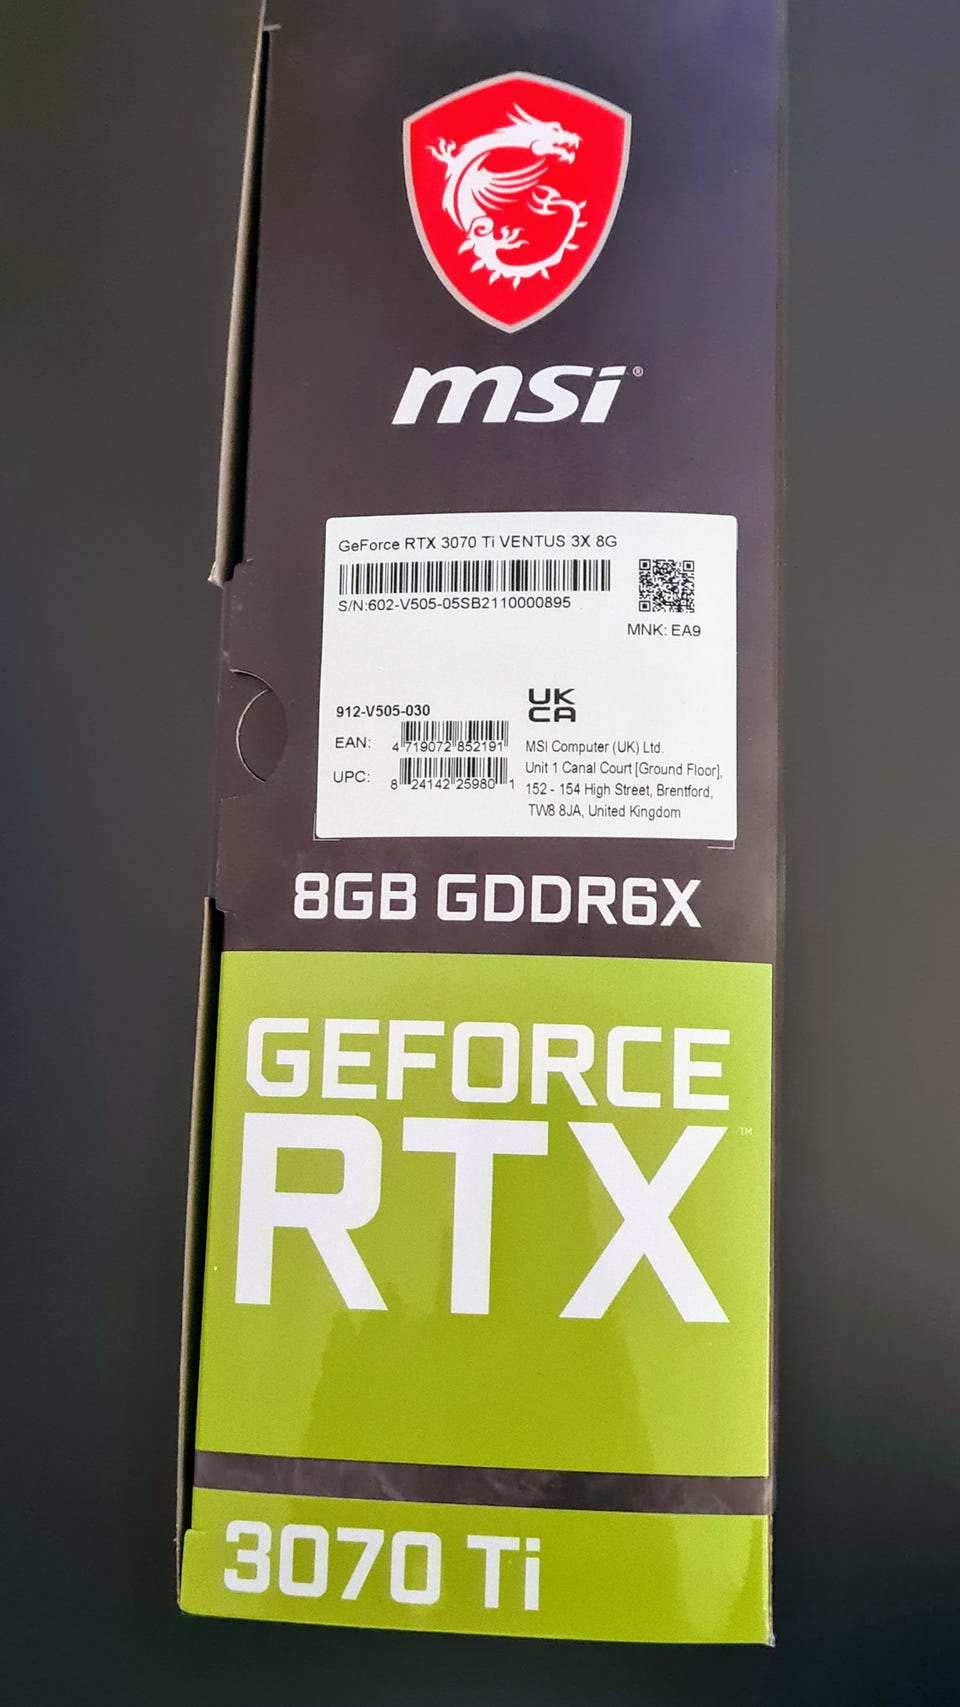 msi®
GeForce RTX 3070 Ti VENTUS 3X 8G
S/N:602-V505-05SB2110000895
MNK: EA9
912-V505-030
UK
CA
EAN: 4 719072 852191
UPC: 8 24142 25980 1
MSI Computer (UK) Ltd.
Unit 1 Canal Court [Ground Floor],
152 - 154 High Street, Brentford,
TW8 8JA, United Kingdom
8GB GDDR6X
GEFORCE
RTX™
3070 Ti